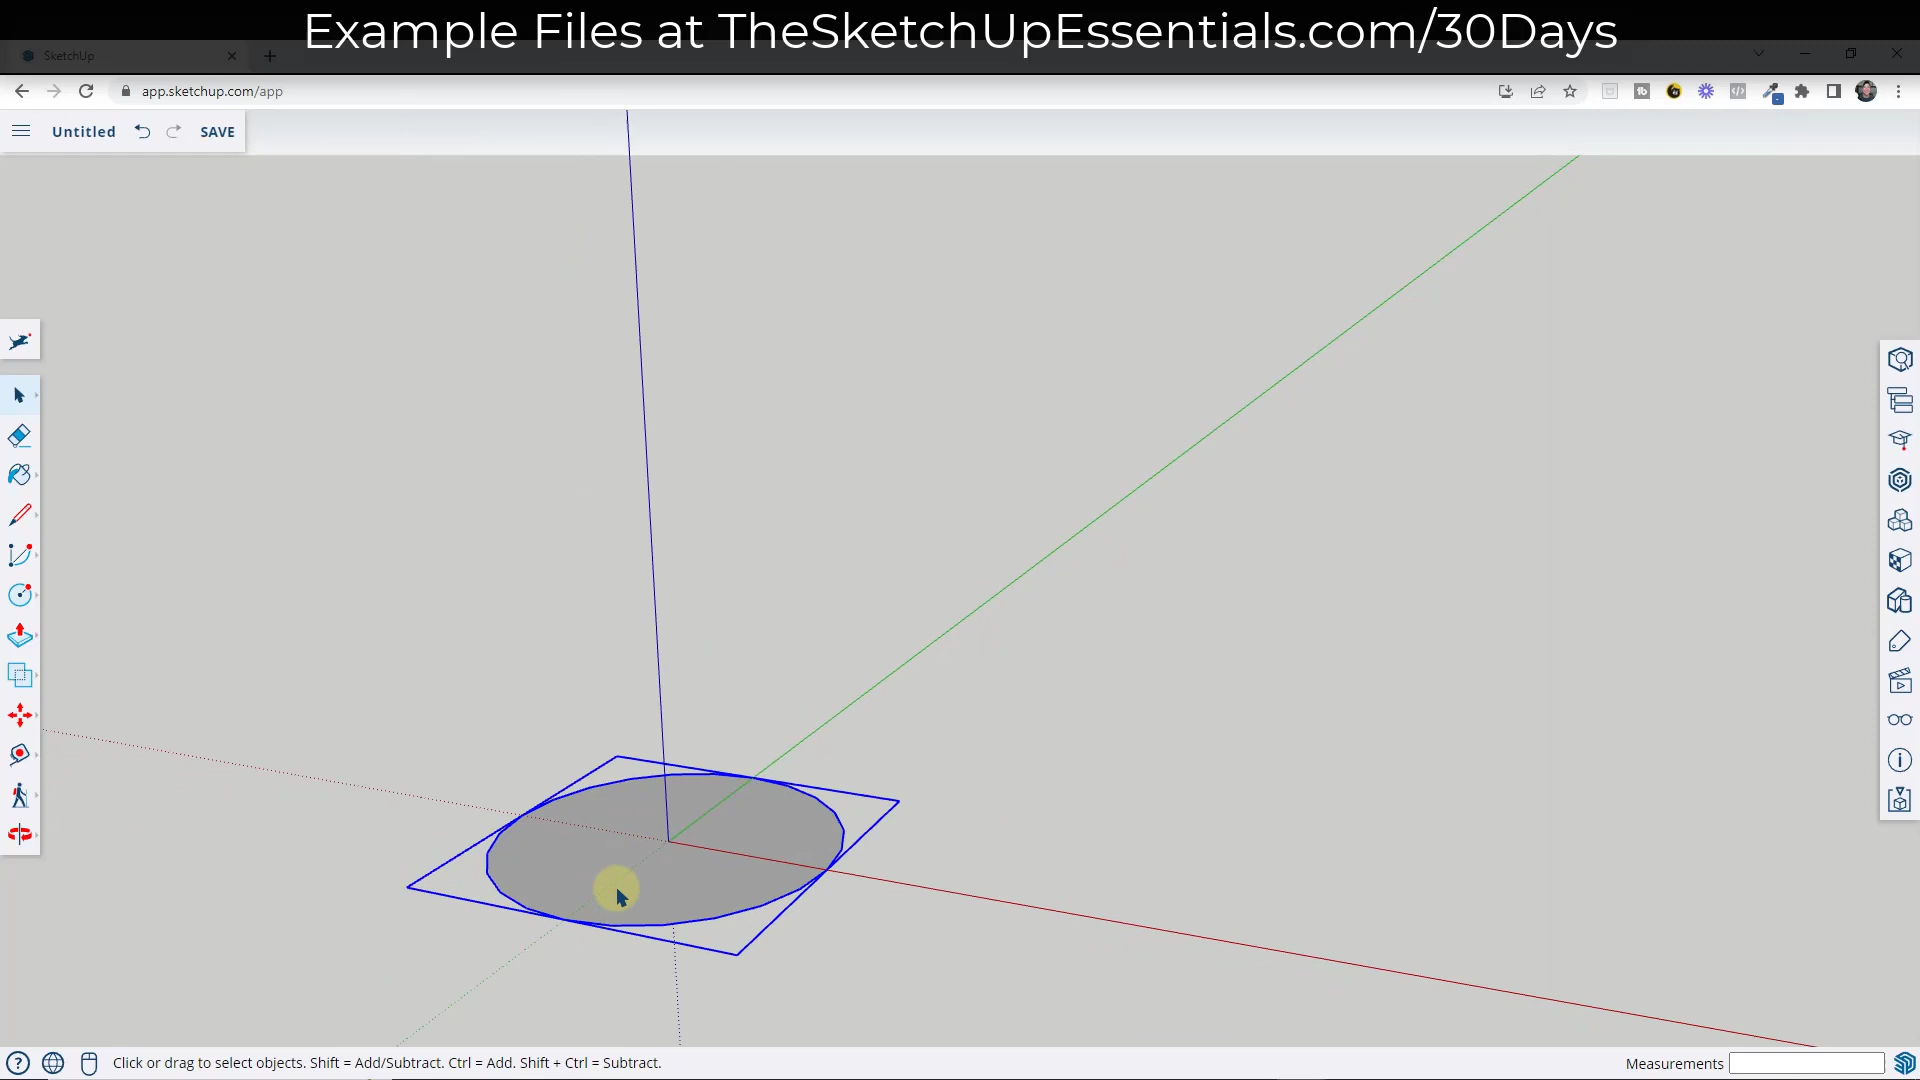 Example Files at TheSketchUpEssentials.com/30Days
SketchUp
app.sketchup.com/app
Untitled
SAVE
Click or drag to select objects. Shift = Add/Subtract. Ctrl = Add. Shift + Ctrl = Subtract.
Measurements